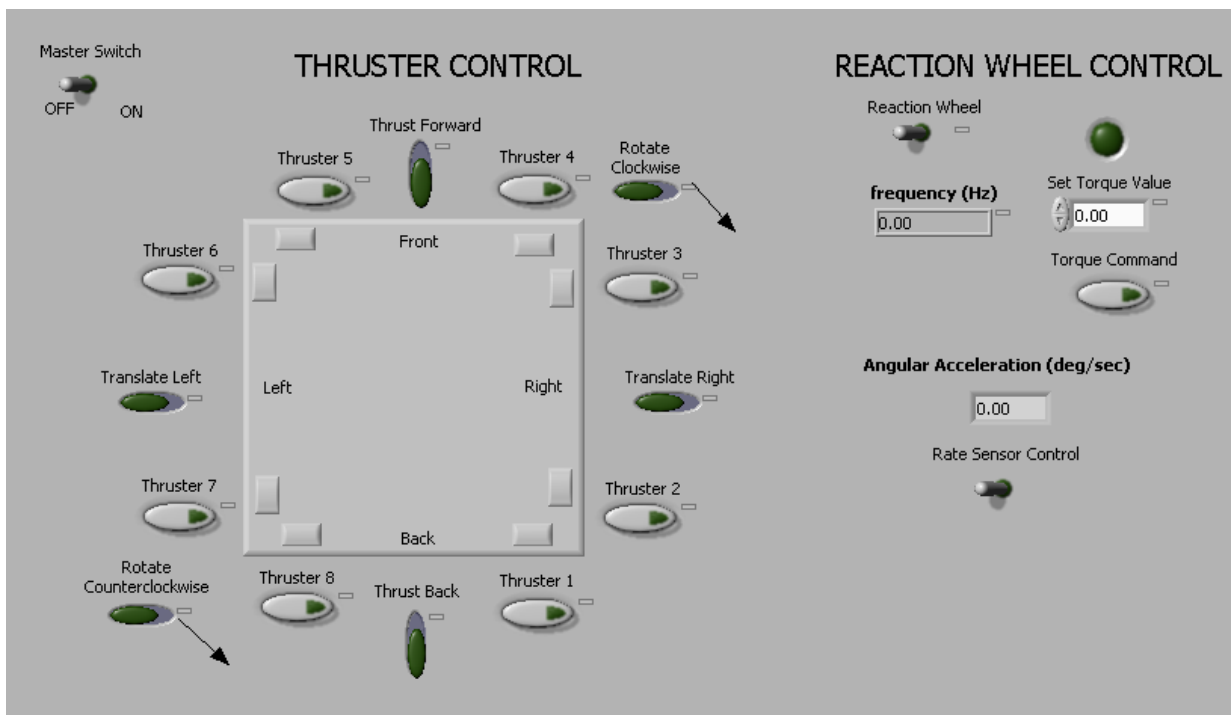 Master Switch
OFF ON
THRUSTER CONTROL
Thrust Forward
Thruster 5
Thruster 4
Rotate
Clockwise
Thruster 6
Front
Thruster 3
Translate Left
Left
Right
Translate Right
Thruster 7
Thruster 2
Back
Rotate
Counterclockwise
Thruster 8
Thrust Back
Thruster 1
REACTION WHEEL CONTROL
Reaction Wheel
frequency (Hz)
0.00
Set Torque Value
0.00
Torque Command
Angular Acceleration (deg/sec)
0.00
Rate Sensor Control